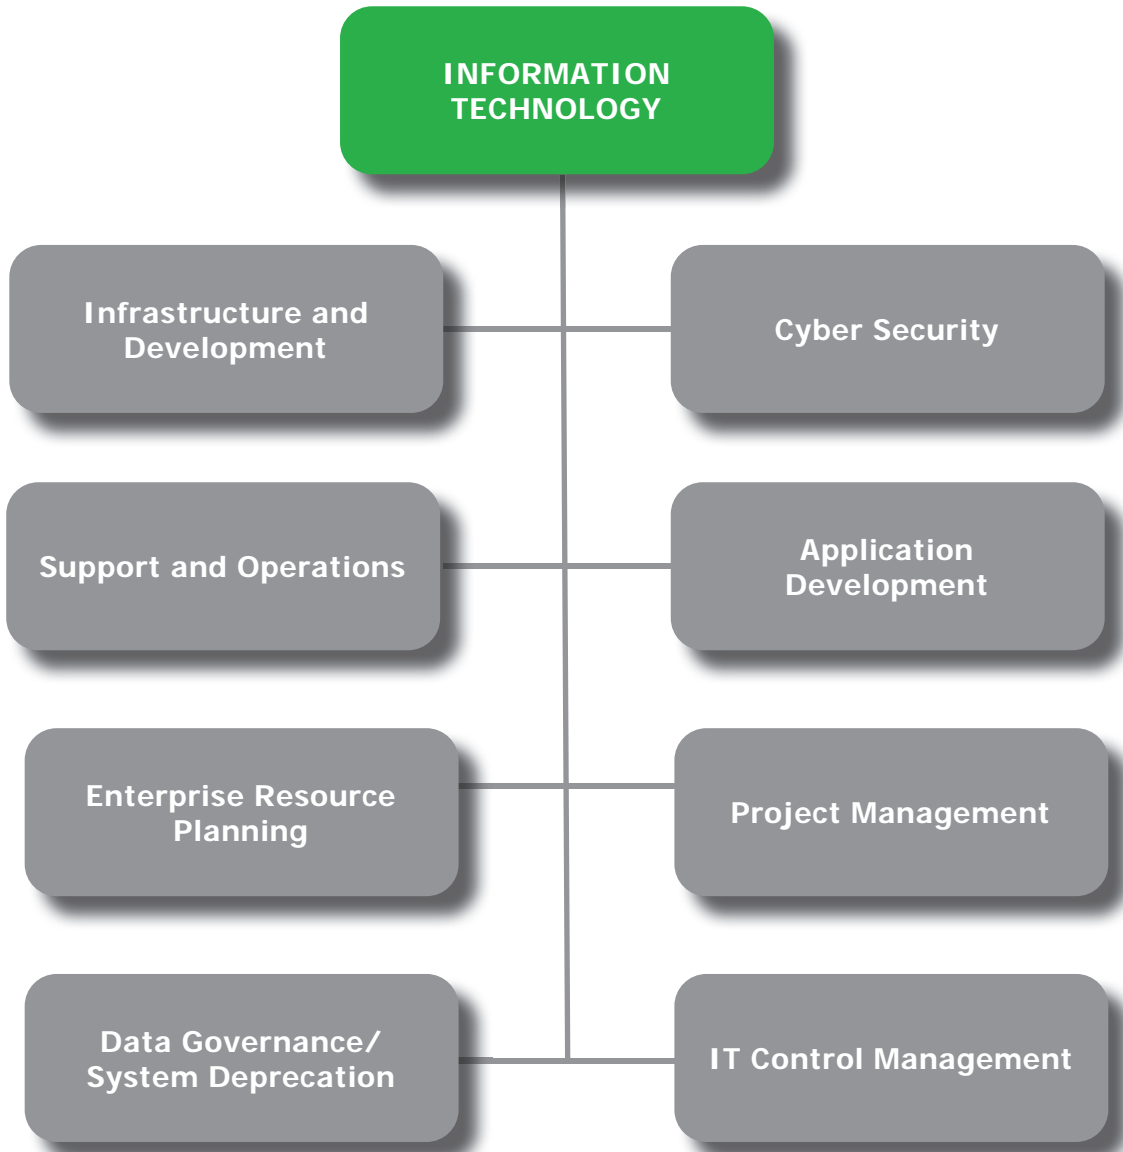 INFORMATION
TECHNOLOGY
Infrastructure and
Development
Cyber Security
Support and Operations
Application
Development
Enterprise Resource
Planning
Project Management
Data Governance/
System Deprecation
IT Control Management